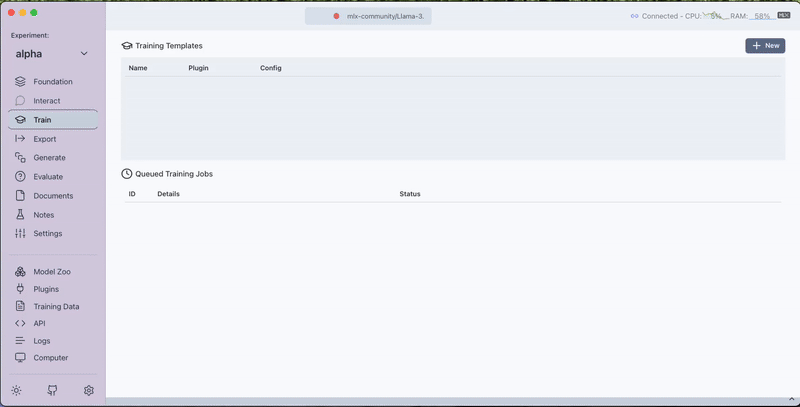 Experiment:
alpha
Foundation
Interact
Train
Export
Generate
Evaluate
Documents
Notes
Settings
Model Zoo
Plugins
Training Data
API
Logs
Computer
mlx-community/Llama-3.
Connected - CPU: 5% RAM: 58%
Training Templates
New
Name Plugin Config
Queued Training Jobs
ID Details Status